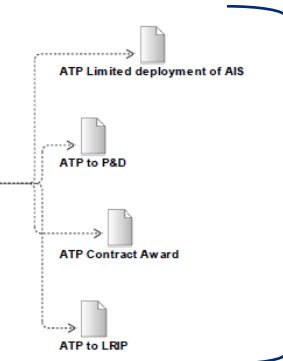 ATP Limited deployment of AIS
ATP to P&D
ATP Contract Award
ATP to LRIP